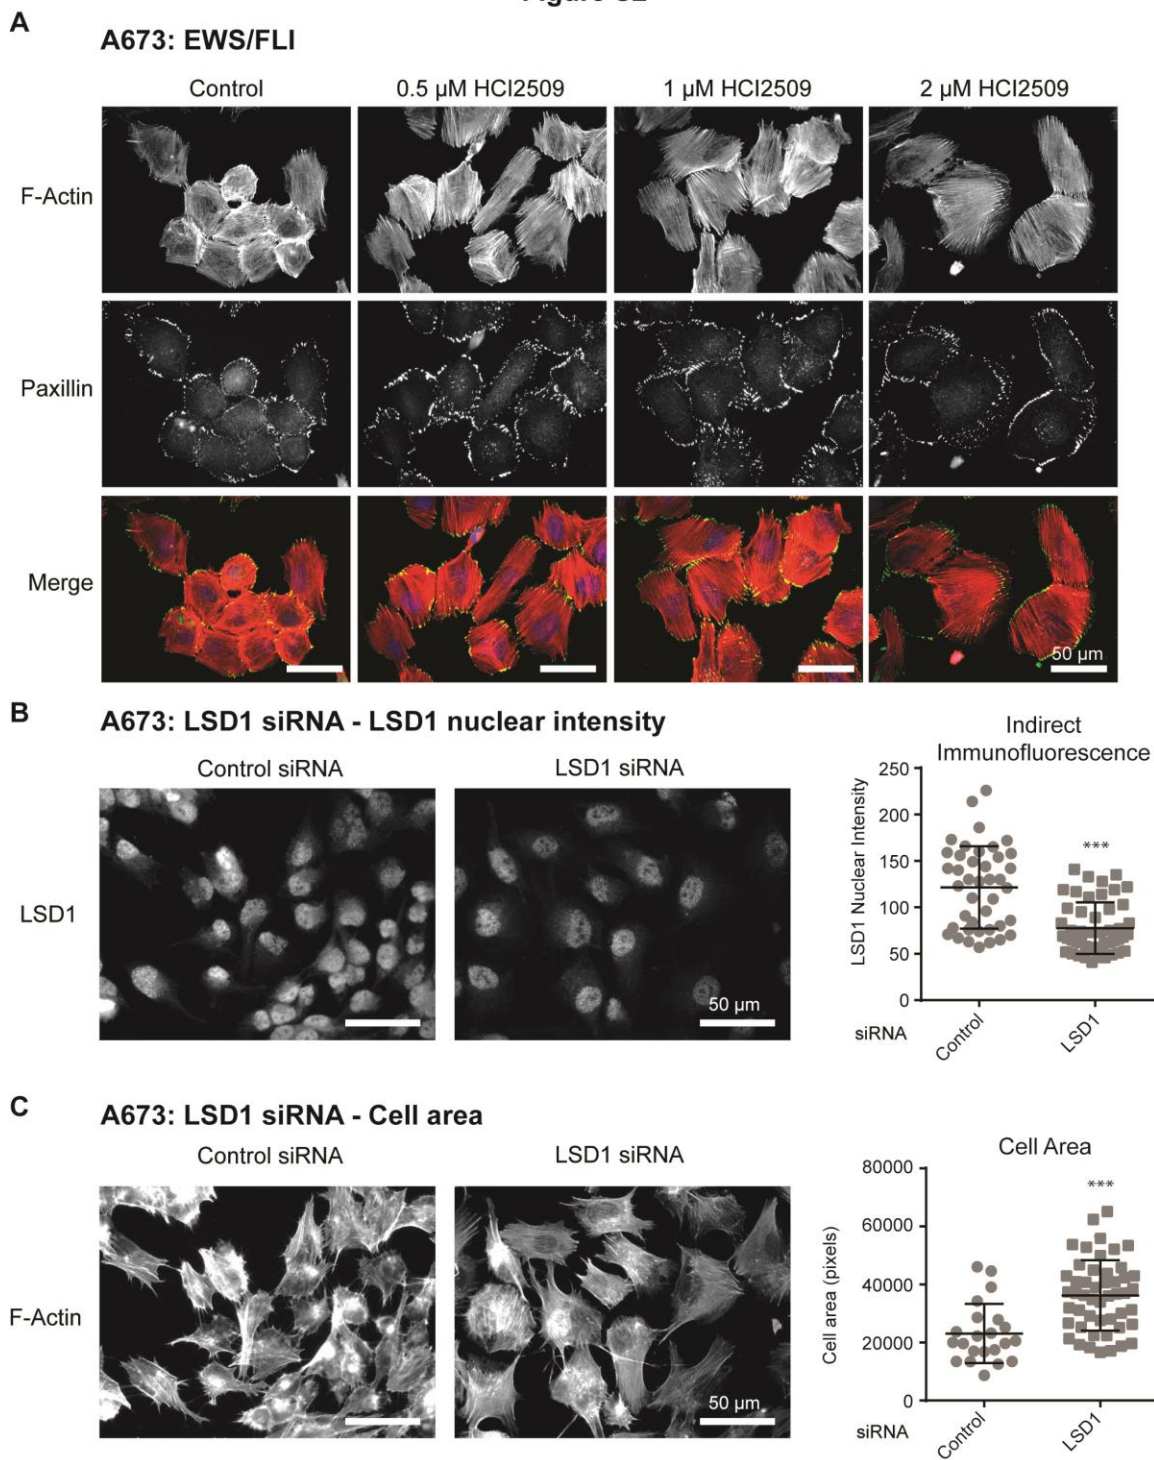 A
A673: EWS/FLI
Control
0.5 µM HCI2509
1 µM HCI2509
2 µM HCI2509
F-Actin
Paxillin
Merge
50 µm
B
A673: LSD1 siRNA - LSD1 nuclear intensity
Control siRNA
LSD1 siRNA
LSD1
50 µm
Indirect
Immunofluorescence
LSD1 Nuclear Intensity
250
200
150
100
50
0
***
siRNA
Control
LSD1
C
A673: LSD1 siRNA - Cell area
Control siRNA
LSD1 siRNA
F-Actin
50 µm
Cell Area
Cell area (pixels)
80000
60000
40000
20000
0
***
siRNA
Control
LSD1